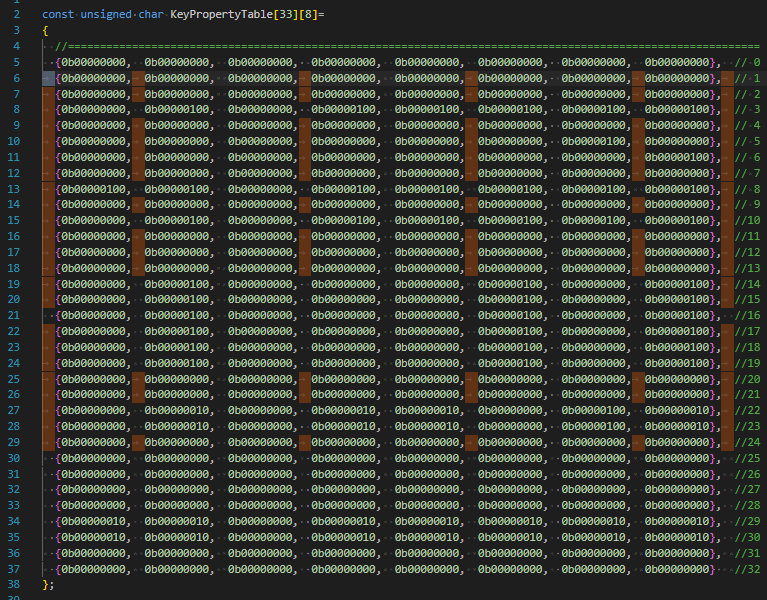 2 const unsigned char KeyPropertyTable[33][8]=
3 {
4 //============================================================================================================
5 {0b00000000, 0b00000000, 0b00000000, 0b00000000, 0b00000000, 0b00000000, 0b00000000, 0b00000000}, // 0
6 {0b00000000, 0b00000000, 0b00000000, 0b00000000, 0b00000000, 0b00000000, 0b00000000, 0b00000000}, // 1
7 {0b00000000, 0b00000000, 0b00000000, 0b00000000, 0b00000000, 0b00000000, 0b00000000, 0b00000000}, // 2
8 {0b00000000, 0b00000100, 0b00000000, 0b00000100, 0b00000100, 0b00000100, 0b00000100, 0b00000100}, // 3
9 {0b00000000, 0b00000000, 0b00000000, 0b00000000, 0b00000000, 0b00000000, 0b00000000, 0b00000000}, // 4
10 {0b00000000, 0b00000000, 0b00000000, 0b00000000, 0b00000000, 0b00000000, 0b00000100, 0b00000000}, // 5
11 {0b00000000, 0b00000000, 0b00000000, 0b00000000, 0b00000000, 0b00000000, 0b00000000, 0b00000100}, // 6
12 {0b00000000, 0b00000000, 0b00000000, 0b00000000, 0b00000000, 0b00000000, 0b00000000, 0b00000000}, // 7
13 {0b00000100, 0b00000100, 0b00000000, 0b00000100, 0b00000100, 0b00000100, 0b00000100, 0b00000100}, // 8
14 {0b00000000, 0b00000000, 0b00000000, 0b00000000, 0b00000000, 0b00000000, 0b00000000, 0b00000000}, // 9
15 {0b00000000, 0b00000100, 0b00000000, 0b00000100, 0b00000100, 0b00000100, 0b00000100, 0b00000100}, //10
16 {0b00000000, 0b00000000, 0b00000000, 0b00000000, 0b00000000, 0b00000000, 0b00000000, 0b00000000}, //11
17 {0b00000000, 0b00000000, 0b00000000, 0b00000000, 0b00000000, 0b00000000, 0b00000000, 0b00000000}, //12
18 {0b00000000, 0b00000000, 0b00000000, 0b00000000, 0b00000000, 0b00000000, 0b00000000, 0b00000000}, //13
19 {0b00000000, 0b00000100, 0b00000000, 0b00000000, 0b00000000, 0b00000100, 0b00000000, 0b00000100}, //14
20 {0b00000000, 0b00000100, 0b00000000, 0b00000000, 0b00000000, 0b00000100, 0b00000000, 0b00000100}, //15
21 {0b00000000, 0b00000100, 0b00000000, 0b00000000, 0b00000000, 0b00000100, 0b00000000, 0b00000100}, //16
22 {0b00000000, 0b00000100, 0b00000000, 0b00000000, 0b00000000, 0b00000100, 0b00000000, 0b00000100}, //17
23 {0b00000000, 0b00000100, 0b00000000, 0b00000000, 0b00000000, 0b00000100, 0b00000000, 0b00000100}, //18
24 {0b00000000, 0b00000100, 0b00000000, 0b00000000, 0b00000000, 0b00000100, 0b00000000, 0b00000100}, //19
25 {0b00000000, 0b00000000, 0b00000000, 0b00000000, 0b00000000, 0b00000000, 0b00000000, 0b00000000}, //20
26 {0b00000000, 0b00000000, 0b00000000, 0b00000000, 0b00000000, 0b00000000, 0b00000000, 0b00000000}, //21
27 {0b00000000, 0b00000010, 0b00000000, 0b00000010, 0b00000010, 0b00000000, 0b00000100, 0b00000010}, //22
28 {0b00000000, 0b00000010, 0b00000000, 0b00000010, 0b00000010, 0b00000000, 0b00000100, 0b00000010}, //23
29 {0b00000000, 0b00000000, 0b00000000, 0b00000000, 0b00000000, 0b00000000, 0b00000000, 0b00000000}, //24
30 {0b00000000, 0b00000000, 0b00000000, 0b00000000, 0b00000000, 0b00000000, 0b00000000, 0b00000000}, //25
31 {0b00000000, 0b00000000, 0b00000000, 0b00000000, 0b00000000, 0b00000000, 0b00000000, 0b00000000}, //26
32 {0b00000000, 0b00000000, 0b00000000, 0b00000000, 0b00000000, 0b00000000, 0b00000000, 0b00000000}, //27
33 {0b00000000, 0b00000000, 0b00000000, 0b00000000, 0b00000000, 0b00000000, 0b00000000, 0b00000000}, //28
34 {0b00000010, 0b00000010, 0b00000000, 0b00000010, 0b00000010, 0b00000010, 0b00000010, 0b00000010}, //29
35 {0b00000010, 0b00000010, 0b00000000, 0b00000010, 0b00000010, 0b00000010, 0b00000010, 0b00000010}, //30
36 {0b00000000, 0b00000000, 0b00000000, 0b00000000, 0b00000000, 0b00000000, 0b00000000, 0b00000000}, //31
37 {0b00000000, 0b00000000, 0b00000000, 0b00000000, 0b00000000, 0b00000000, 0b00000000, 0b00000000} //32
38 };